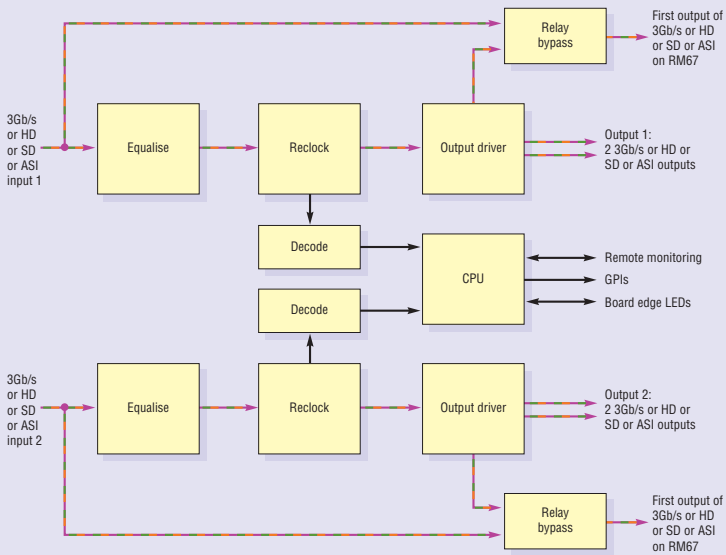 Relay
bypass
First output of
3Gb/s or HD
or SD or ASI
on RM67
3Gb/s
or HD
or SD
or ASI
input 1
Equalise
Reclock
Output driver
Output 1:
2 3Gb/s or HD or
SD or ASI outputs
Decode
CPU
Remote monitoring
GPIs
Board edge LEDs
Decode
3Gb/s
or HD
or SD
or ASI
input 2
Equalise
Reclock
Output driver
Output 2:
2 3Gb/s or HD or
SD or ASI outputs
Relay
bypass
First output of
3Gb/s or HD
or SD or ASI
on RM67